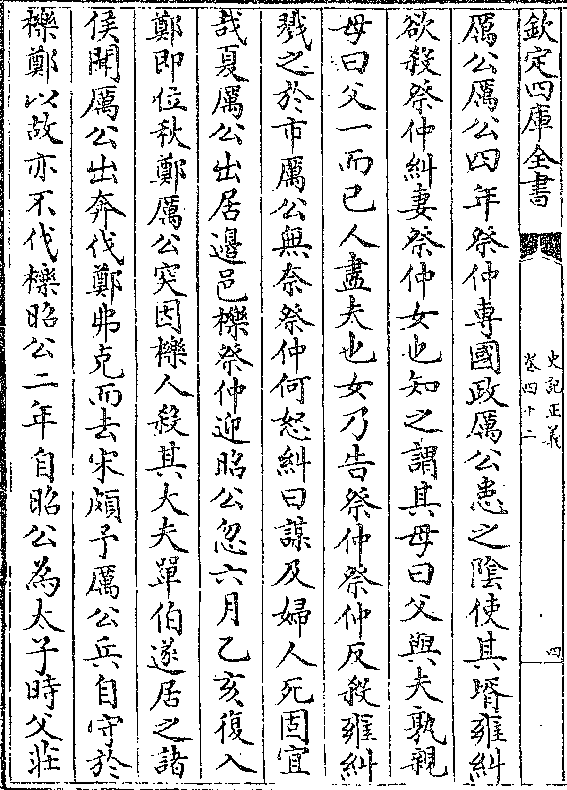 欽定四庫全書
史記正義
卷四十二
四
厲公厲公四年祭仲專國政厲公患之陰使其壻雍糾
欲殺祭仲糾妻祭仲女也知之謂其母曰父與夫孰親
母曰父一而已人盡夫也女乃告祭仲祭仲反殺雍糾
戮之於市厲公無奈祭仲何怒糾曰謀及婦人死固宜
哉夏厲公出居邉邑櫟祭仲迎昭公忽六月乙亥復入
鄭即位秋鄭厲公突因櫟人殺其大夫單伯遂居之諸
侯聞厲公出奔伐鄭弗克而去宋頗予厲公兵自守於
櫟鄭以故亦不伐櫟昭公二年自昭公為太子時父莊